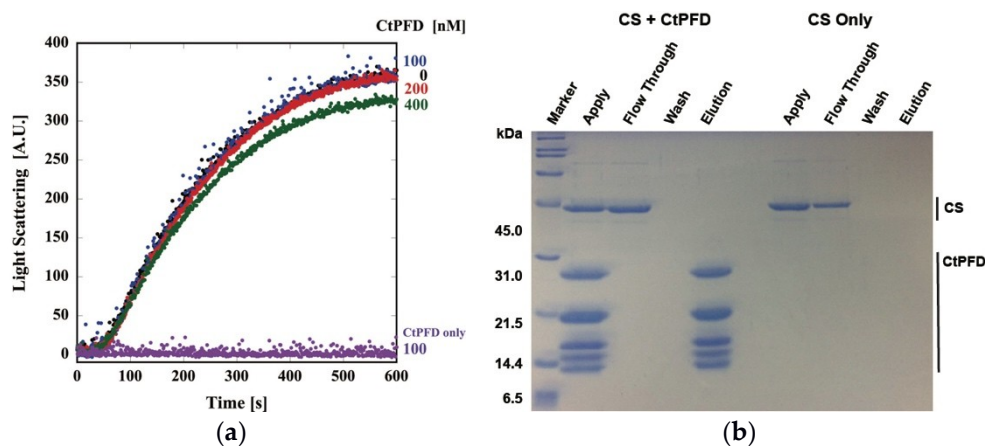 CtPFD [nM]
400
350
300
250
200
150
100
50
0
Light Scattering [A.U.]
100
0
200
400
CtPFD only
100
0 100 200 300 400 500 600
Time [s]
(a)
CS + CtPFD CS Only
Marker Apply Flow Through Wash Elution Apply Flow Through Wash Elution
kDa
45.0
31.0
21.5
14.4
6.5
CS
CtPFD
(b)